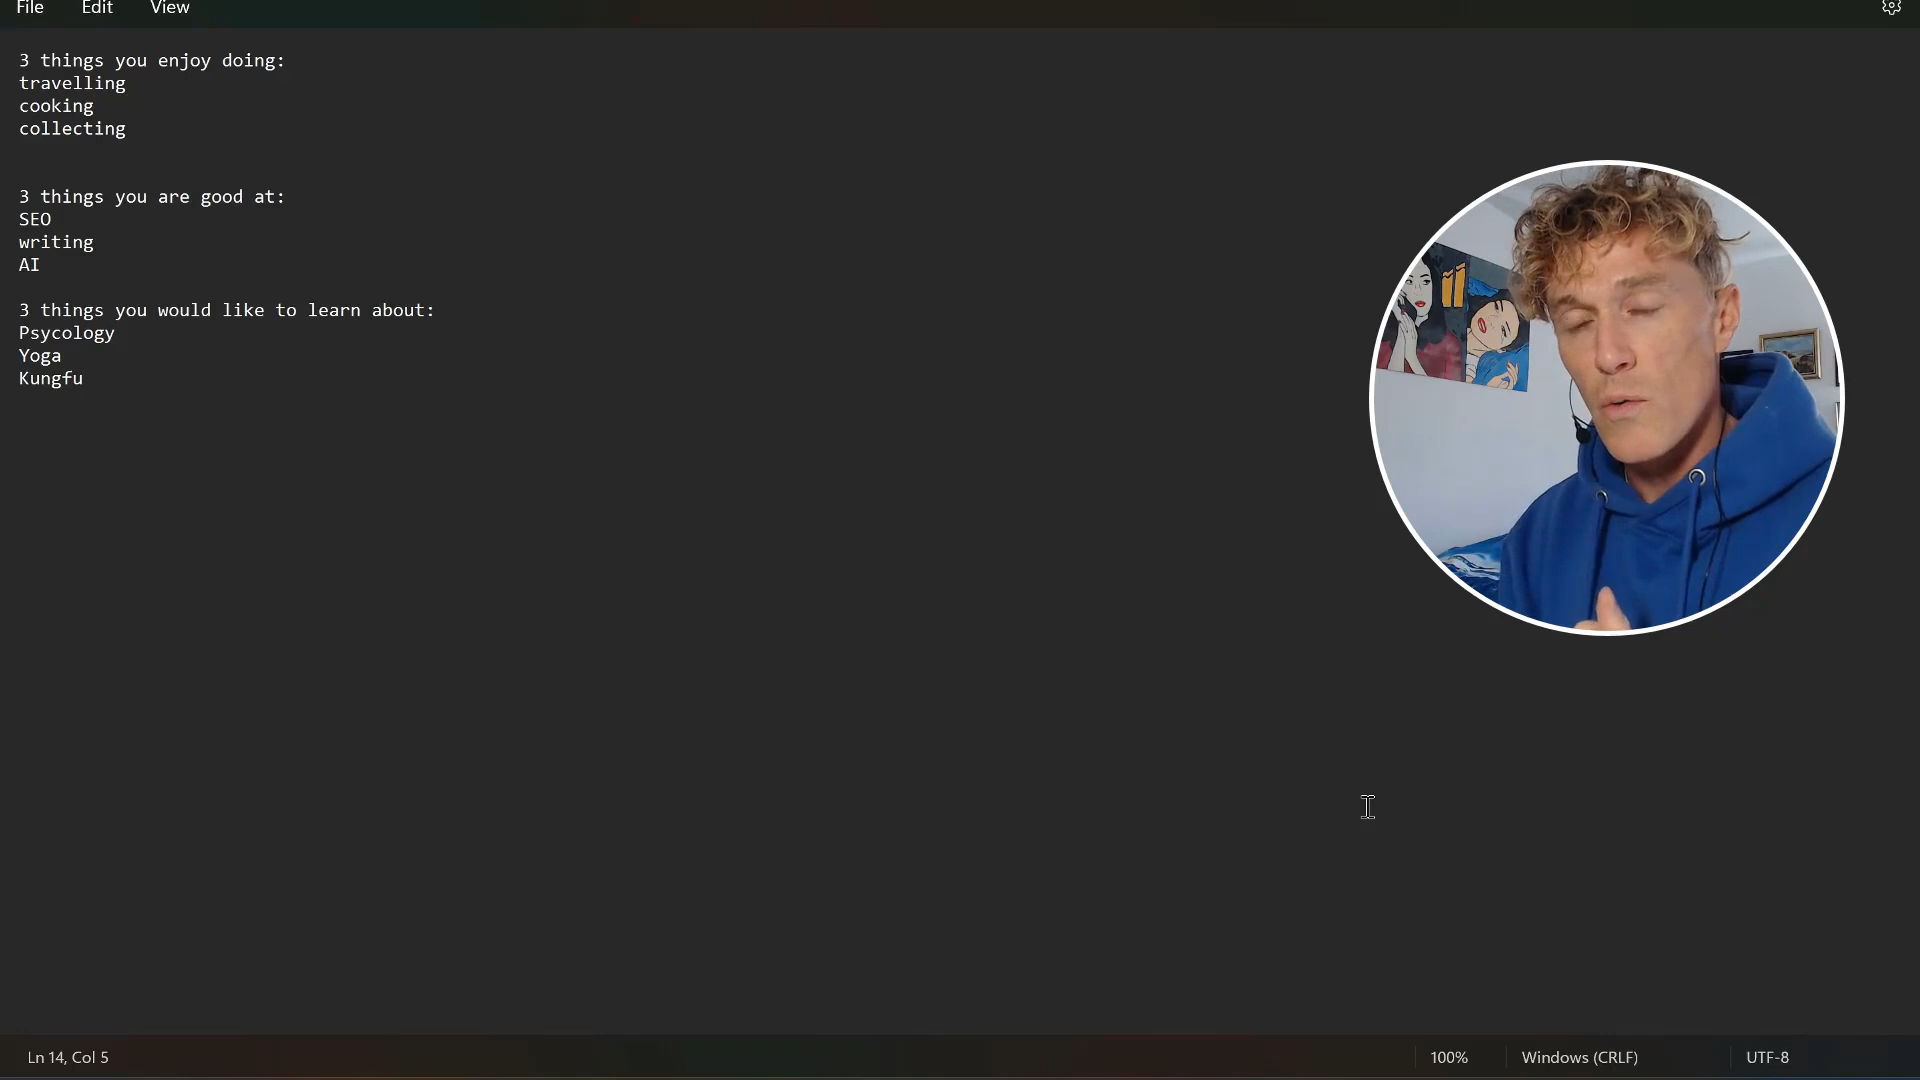 File Edit View
3 things you enjoy doing:
travelling
cooking
collecting
3 things you are good at:
SEO
writing
AI
3 things you would like to learn about:
Psycology
Yoga
Kungfu
Ln 14, Col 5 100% Windows (CRLF) UTF-8